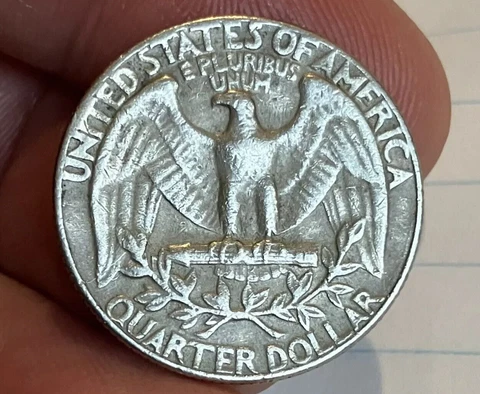 UNITED STATES OF AMERICA
E PLURIBUS
UNUM
QUARTER DOLLAR